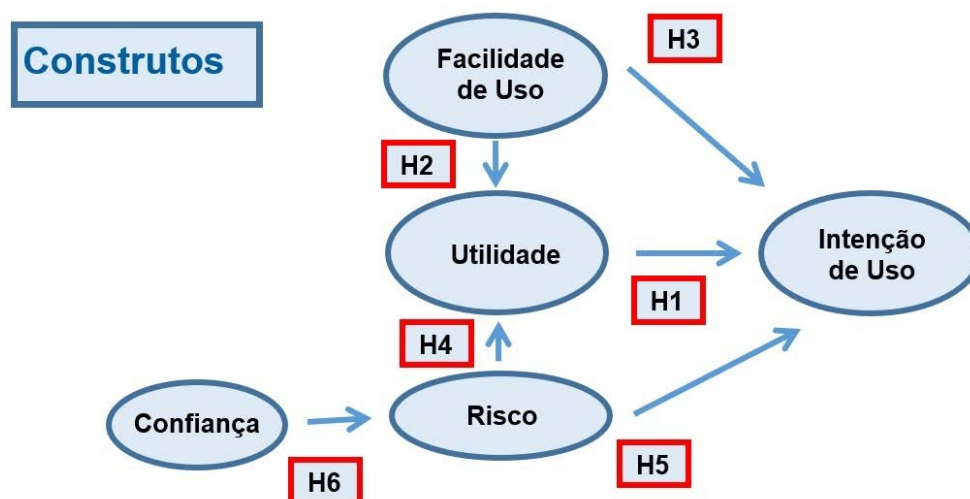 Construtos
Facilidade
de Uso
H3
H2
Utilidade
Intenção
de Uso
H1
H4
Confiança
Risco
H6
H5